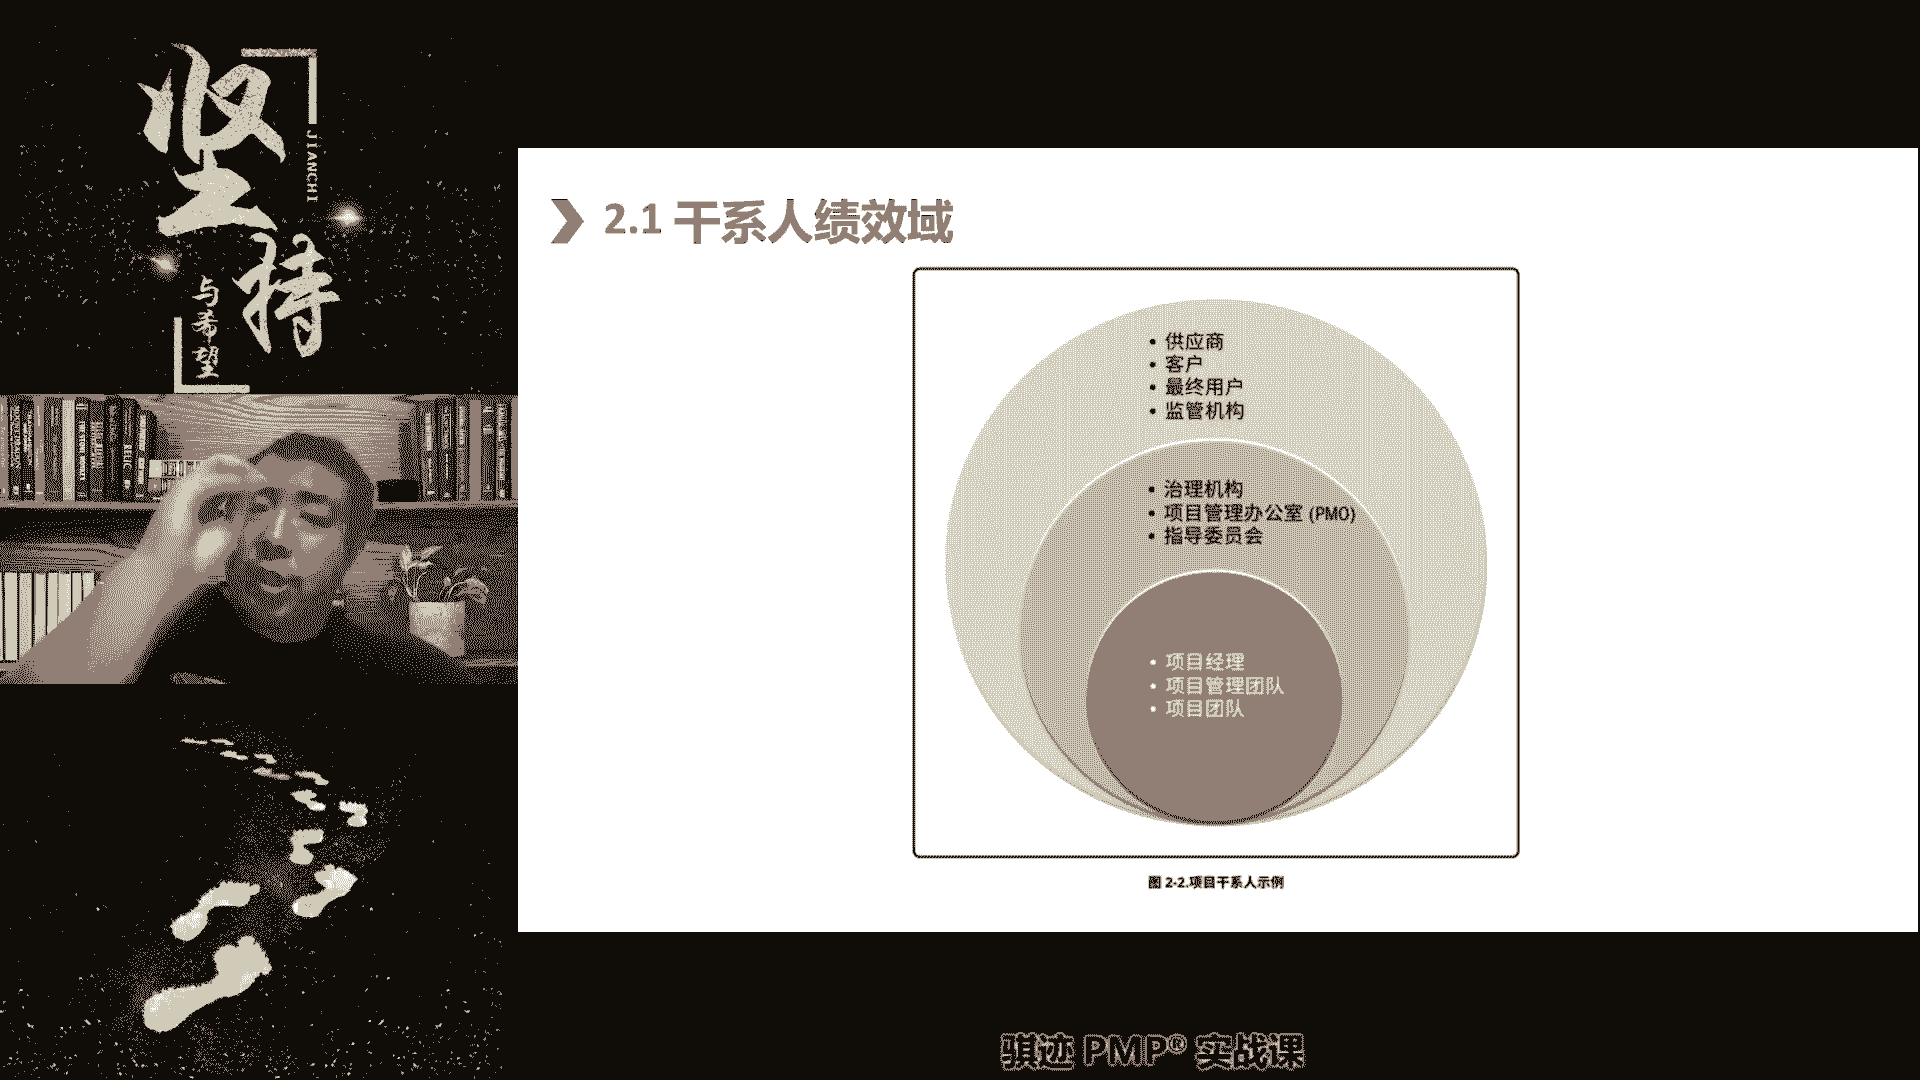 坚持
JIANCHI
与希望
2.1 干系人绩效域
• 供应商
• 客户
• 最终用户
• 监管机构
• 治理机构
• 项目管理办公室 (PMO)
• 指导委员会
• 项目经理
• 项目管理团队
• 项目团队
图 2-2.项目干系人示例
骐迹 PMP® 实战课